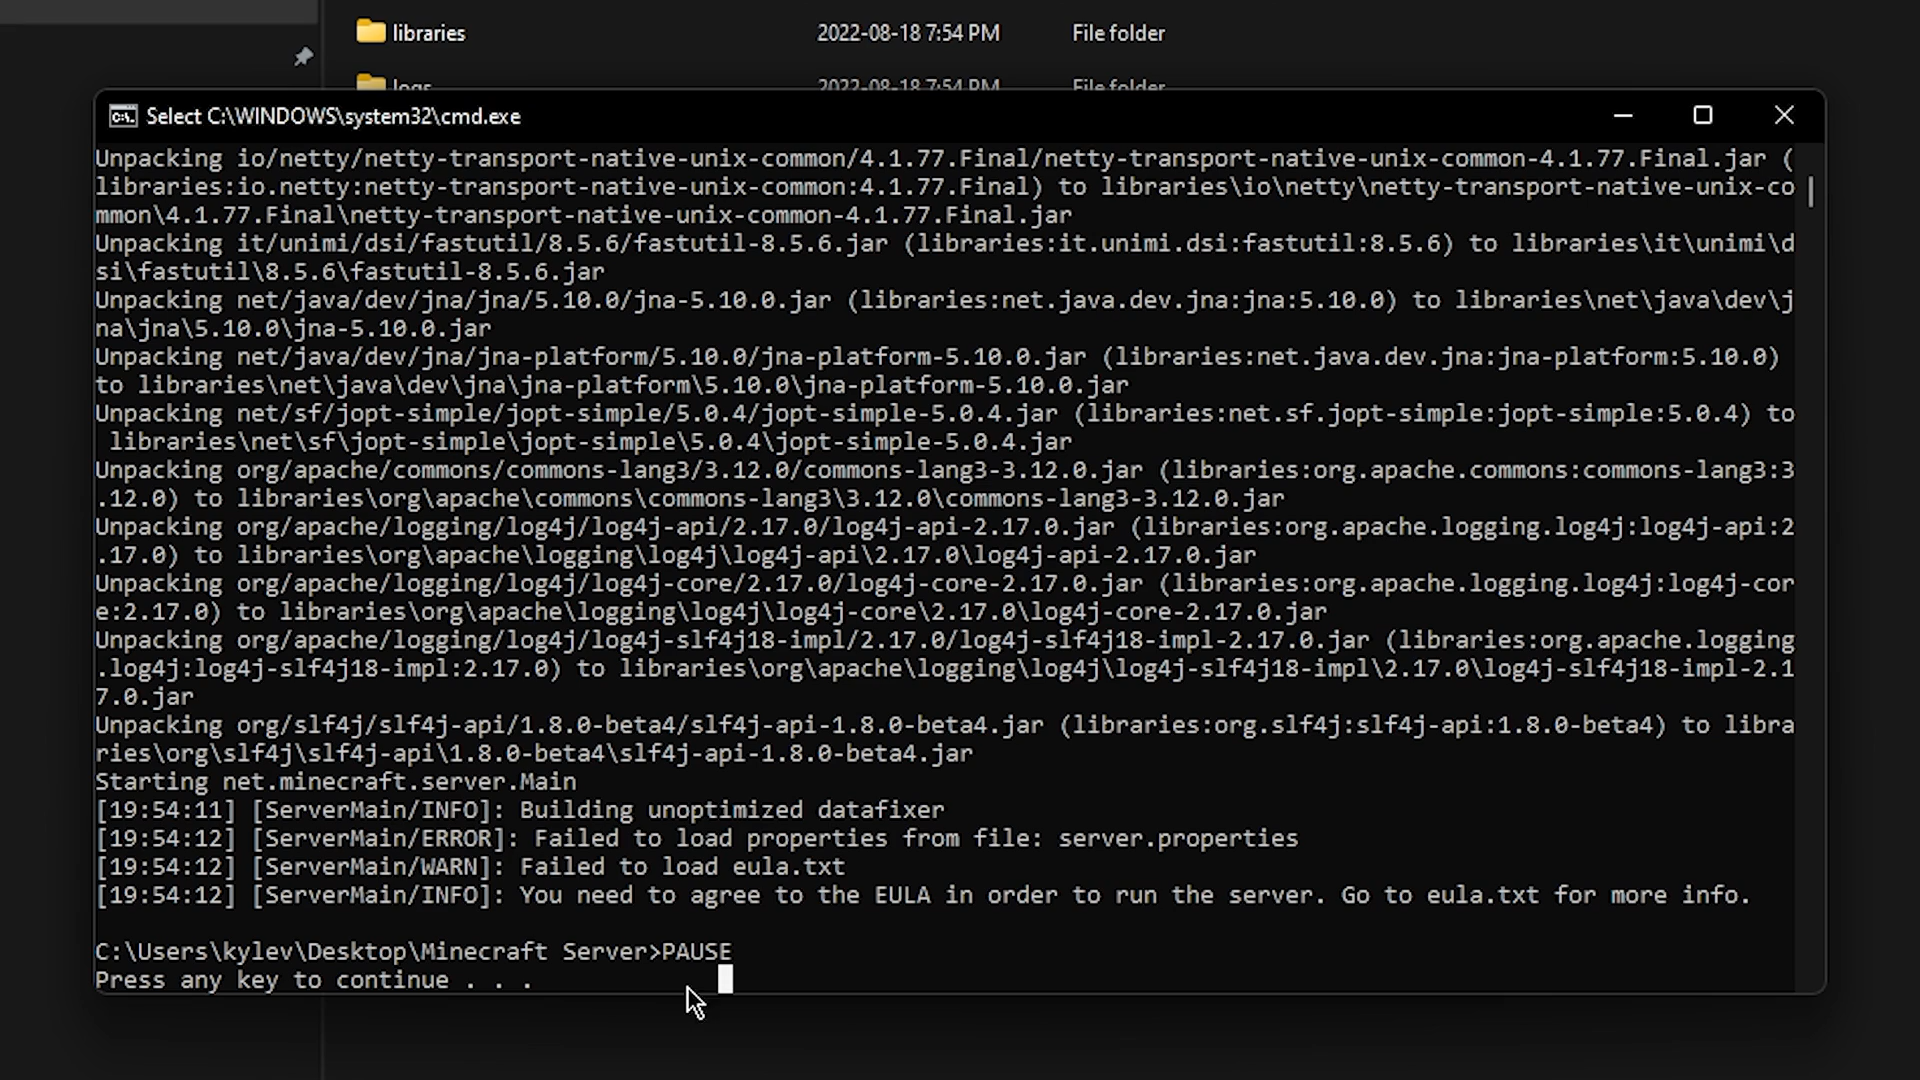 libraries 2022-08-18 7:54 PM File folder
logs 2022-08-18 7:54 PM File folder
Select C:\WINDOWS\system32\cmd.exe
Unpacking io/netty/netty-transport-native-unix-common/4.1.77.Final/netty-transport-native-unix-common-4.1.77.Final.jar (
libraries:io.netty:netty-transport-native-unix-common:4.1.77.Final) to libraries\io\netty\netty-transport-native-unix-co
mmon\4.1.77.Final\netty-transport-native-unix-common-4.1.77.Final.jar
Unpacking it/unimi/dsi/fastutil/8.5.6/fastutil-8.5.6.jar (libraries:it.unimi.dsi:fastutil:8.5.6) to libraries\it\unimi\d
si\fastutil\8.5.6\fastutil-8.5.6.jar
Unpacking net/java/dev/jna/jna/5.10.0/jna-5.10.0.jar (libraries:net.java.dev.jna:jna:5.10.0) to libraries\net\java\dev\j
na\jna\5.10.0\jna-5.10.0.jar
Unpacking net/java/dev/jna/jna-platform/5.10.0/jna-platform-5.10.0.jar (libraries:net.java.dev.jna:jna-platform:5.10.0)
to libraries\net\java\dev\jna\jna-platform\5.10.0\jna-platform-5.10.0.jar
Unpacking net/sf/jopt-simple/jopt-simple/5.0.4/jopt-simple-5.0.4.jar (libraries:net.sf.jopt-simple:jopt-simple:5.0.4) to
 libraries\net\sf\jopt-simple\jopt-simple\5.0.4\jopt-simple-5.0.4.jar
Unpacking org/apache/commons/commons-lang3/3.12.0/commons-lang3-3.12.0.jar (libraries:org.apache.commons:commons-lang3:3
.12.0) to libraries\org\apache\commons\commons-lang3\3.12.0\commons-lang3-3.12.0.jar
Unpacking org/apache/logging/log4j/log4j-api/2.17.0/log4j-api-2.17.0.jar (libraries:org.apache.logging.log4j:log4j-api:2
.17.0) to libraries\org\apache\logging\log4j\log4j-api\2.17.0\log4j-api-2.17.0.jar
Unpacking org/apache/logging/log4j/log4j-core/2.17.0/log4j-core-2.17.0.jar (libraries:org.apache.logging.log4j:log4j-cor
e:2.17.0) to libraries\org\apache\logging\log4j\log4j-core\2.17.0\log4j-core-2.17.0.jar
Unpacking org/apache/logging/log4j/log4j-slf4j18-impl/2.17.0/log4j-slf4j18-impl-2.17.0.jar (libraries:org.apache.logging
.log4j:log4j-slf4j18-impl:2.17.0) to libraries\org\apache\logging\log4j\log4j-slf4j18-impl\2.17.0\log4j-slf4j18-impl-2.1
7.0.jar
Unpacking org/slf4j/slf4j-api/1.8.0-beta4/slf4j-api-1.8.0-beta4.jar (libraries:org.slf4j:slf4j-api:1.8.0-beta4) to libra
ries\org\slf4j\slf4j-api\1.8.0-beta4\slf4j-api-1.8.0-beta4.jar
Starting net.minecraft.server.Main
[19:54:11] [ServerMain/INFO]: Building unoptimized datafixer
[19:54:12] [ServerMain/ERROR]: Failed to load properties from file: server.properties
[19:54:12] [ServerMain/WARN]: Failed to load eula.txt
[19:54:12] [ServerMain/INFO]: You need to agree to the EULA in order to run the server. Go to eula.txt for more info.
C:\Users\kylev\Desktop\Minecraft Server>PAUSE
Press any key to continue . . .